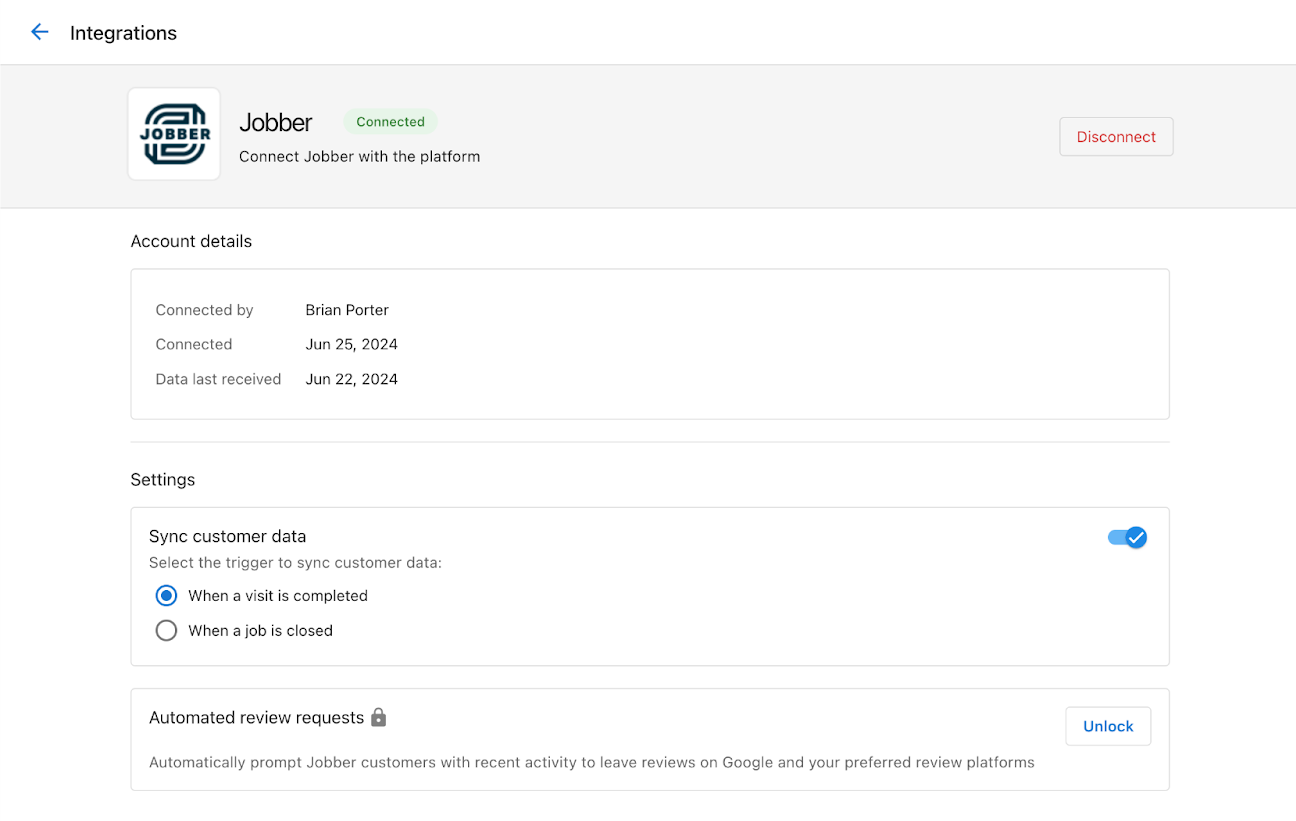 Integrations
JOBBER
Jobber
Connected
Connect Jobber with the platform
Disconnect
Account details
Connected by Brian Porter
Connected Jun 25, 2024
Data last received Jun 22, 2024
Settings
Sync customer data
Select the trigger to sync customer data:
When a visit is completed
When a job is closed
Automated review requests
Unlock
Automatically prompt Jobber customers with recent activity to leave reviews on Google and your preferred review platforms